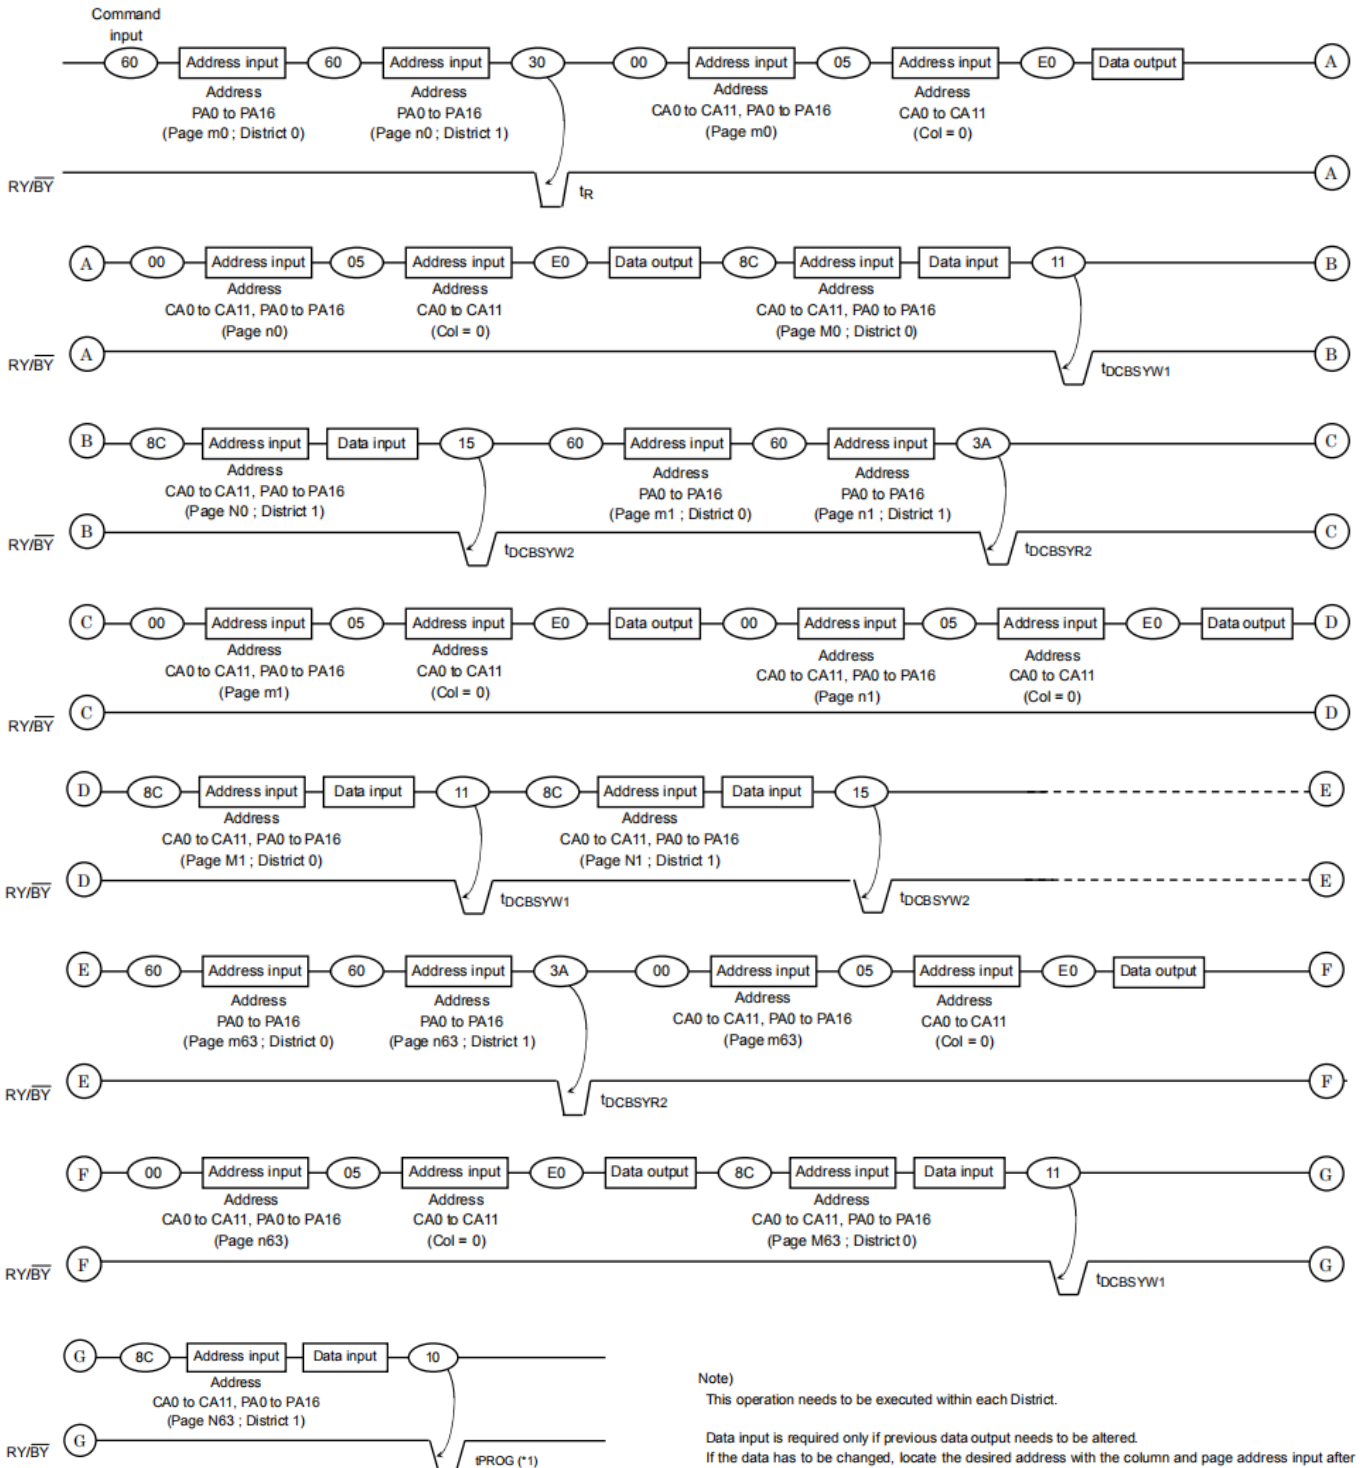 Command
input
60 Address input 60 Address input 30 00 Address input 05 Address input E0 Data output A
Address Address Address Address
PA0 to PA16 PA0 to PA16 CA0 to CA11, PA0 to PA16 CA0 to CA11
(Page m0 ; District 0) (Page n0 ; District 1) (Page m0) (Col = 0)
RY/BY tR A
A 00 Address input 05 Address input E0 Data output 8C Address input Data input 11 B
Address Address Address
CA0 to CA11, PA0 to PA16 CA0 to CA11 CA0 to CA11, PA0 to PA16
(Page n0) (Col = 0) (Page M0 ; District 0)
RY/BY A tDCBSYW1 B
B 8C Address input Data input 15 60 Address input 60 Address input 3A C
Address Address Address
CA0 to CA11, PA0 to PA16 PA0 to PA16 PA0 to PA16
(Page N0 ; District 1) (Page m1 ; District 0) (Page n1 ; District 1)
RY/BY B tDCBSYW2 tDCBSYR2 C
C 00 Address input 05 Address input E0 Data output 00 Address input 05 Address input E0 Data output D
Address Address Address Address
CA0 to CA11, PA0 to PA16 CA0 to CA11 CA0 to CA11, PA0 to PA16 CA0 to CA11
(Page m1) (Col = 0) (Page n1) (Col = 0)
RY/BY C D
D 8C Address input Data input 11 8C Address input Data input 15 E
Address Address
CA0 to CA11, PA0 to PA16 CA0 to CA11, PA0 to PA16
(Page M1 ; District 0) (Page N1 ; District 1)
RY/BY D tDCBSYW1 tDCBSYW2 E
E 60 Address input 60 Address input 3A 00 Address input 05 Address input E0 Data output F
Address Address Address Address
PA0 to PA16 PA0 to PA16 CA0 to CA11, PA0 to PA16 CA0 to CA11
(Page m63 ; District 0) (Page n63 ; District 1) (Page m63) (Col = 0)
RY/BY E tDCBSYR2 F
F 00 Address input 05 Address input E0 Data output 8C Address input Data input 11 G
Address Address Address
CA0 to CA11, PA0 to PA16 CA0 to CA11 CA0 to CA11, PA0 to PA16
(Page n63) (Col = 0) (Page M63 ; District 0)
RY/BY F tDCBSYW1 G
G 8C Address input Data input 10
Address
CA0 to CA11, PA0 to PA16
(Page N63 ; District 1)
RY/BY G tPROG (*1)
Note)
This operation needs to be executed within each District.
Data input is required only if previous data output needs to be altered.
If the data has to be changed, locate the desired address with the column and page address input after